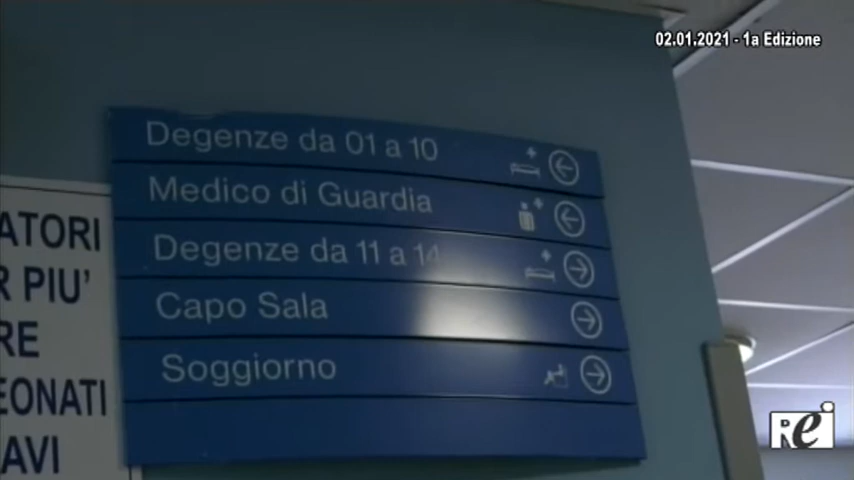 02.01.2021 - 1a Edizione
Degenze da 01 a 10
Medico di Guardia
Degenze da 11 a 14
Capo Sala
Soggiorno
ATORI
R PIU'
RE
EONATI
AVI
Rei